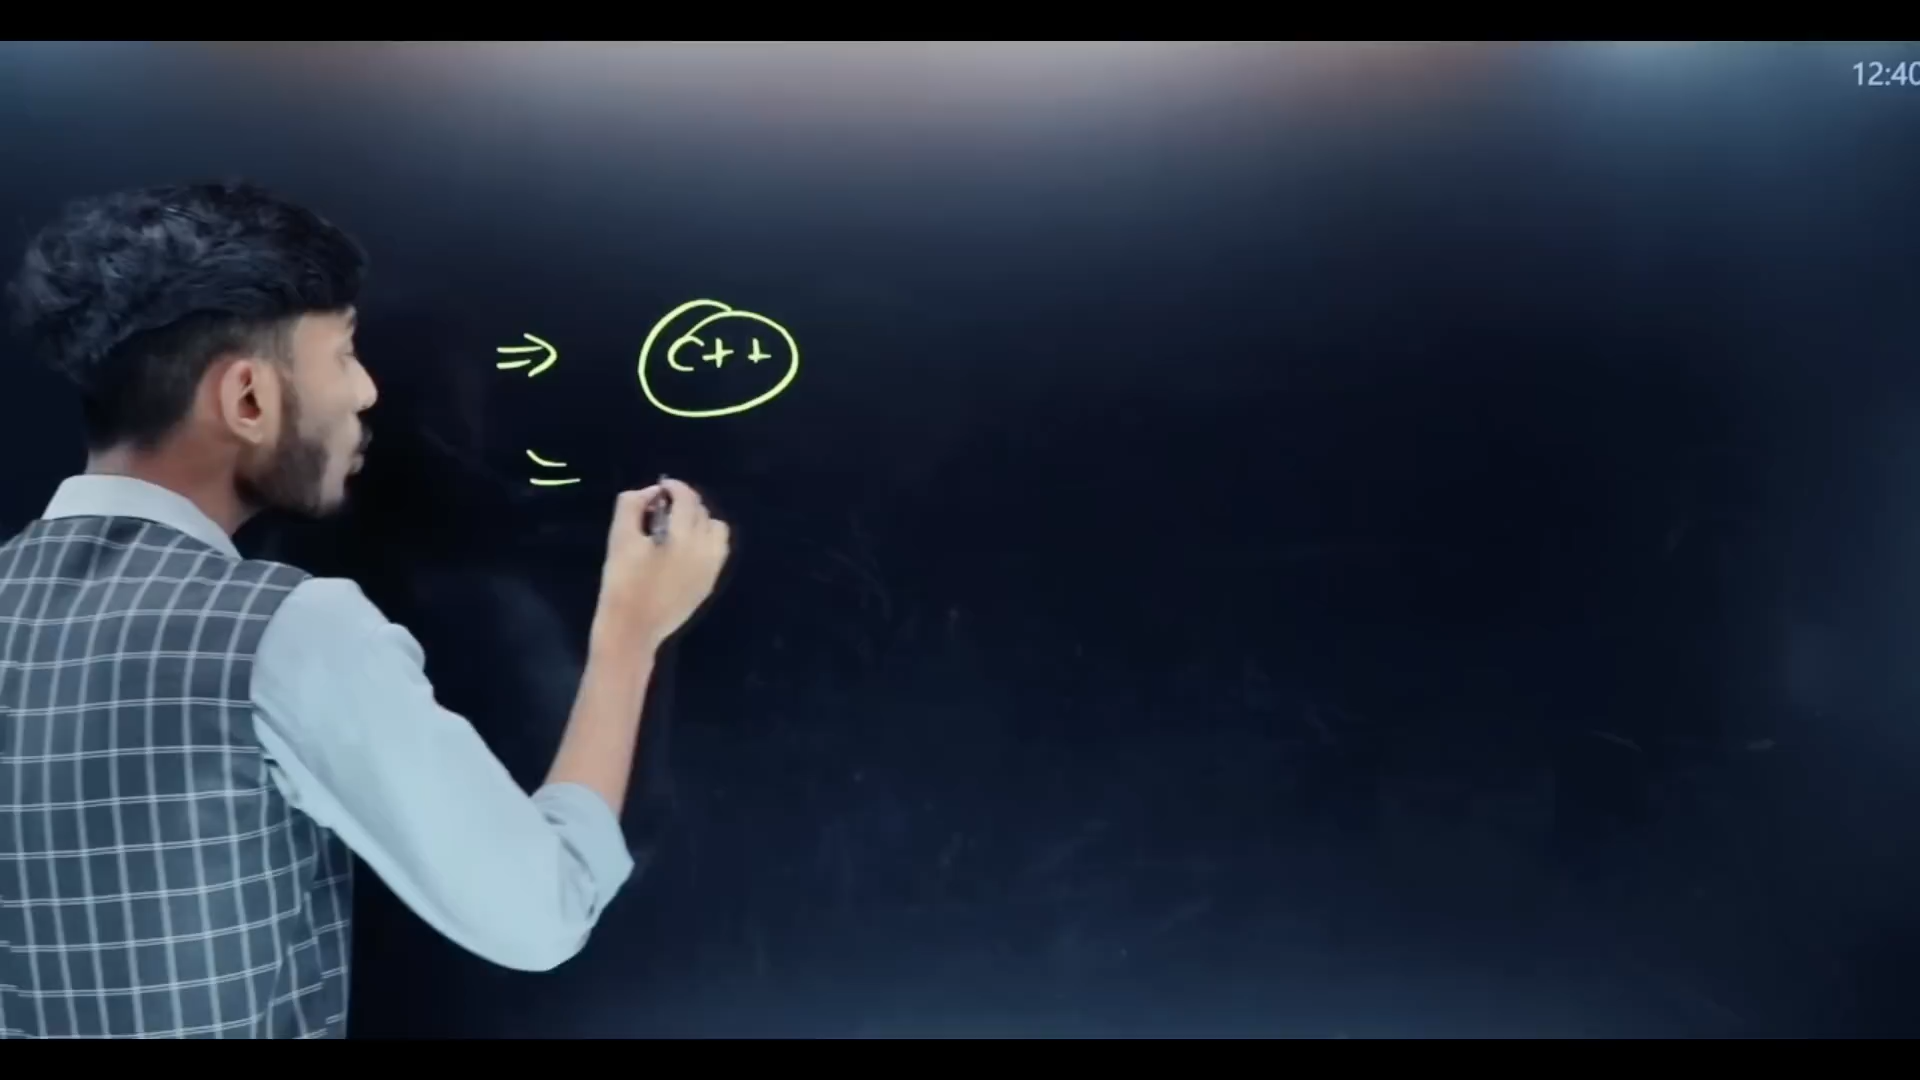 12:40
⇒ C++
=